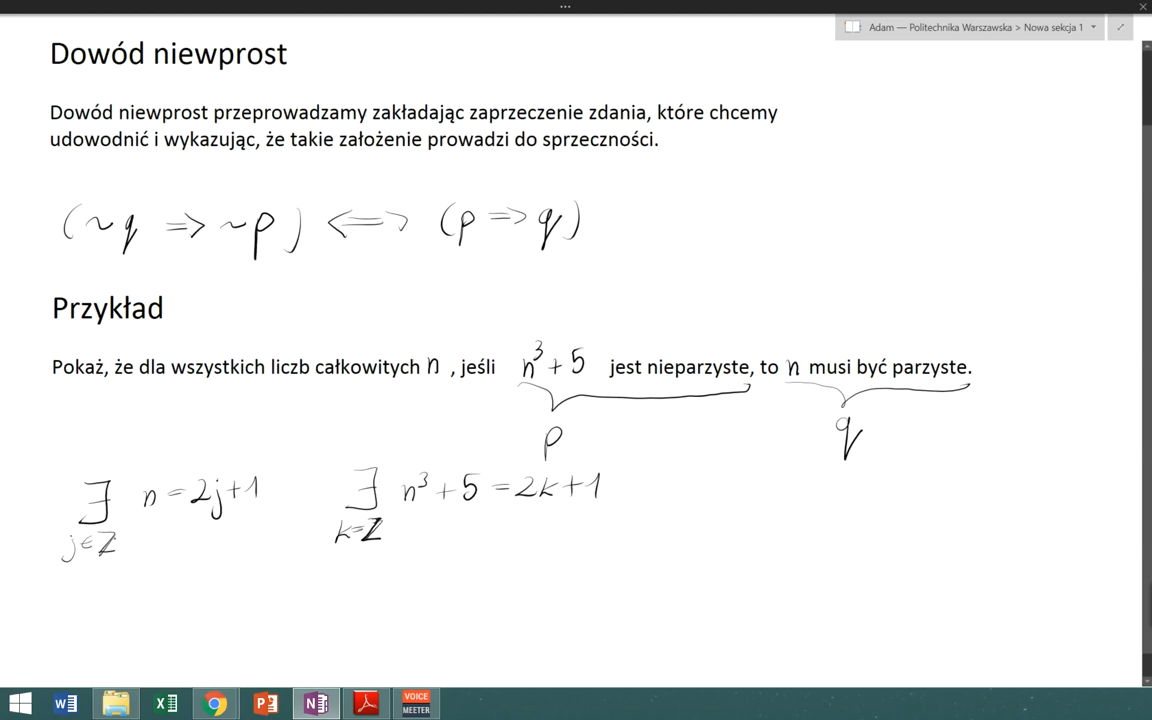 Adam — Politechnika Warszawska > Nowa sekcja 1
Dowód niewprost
Dowód niewprost przeprowadzamy zakładając zaprzeczenie zdania, które chcemy
udowodnić i wykazując, że takie założenie prowadzi do sprzeczności.
(~q ⇒ ~p) ⇔ (p ⇒ q)
Przykład
Pokaż, że dla wszystkich liczb całkowitych n , jeśli n³ + 5 jest nieparzyste, to n musi być parzyste.
p q
∃ n = 2j+1 ∃ n³ + 5 = 2k+1
j ∈ ℤ k = ℤ
VOICE
MEETER